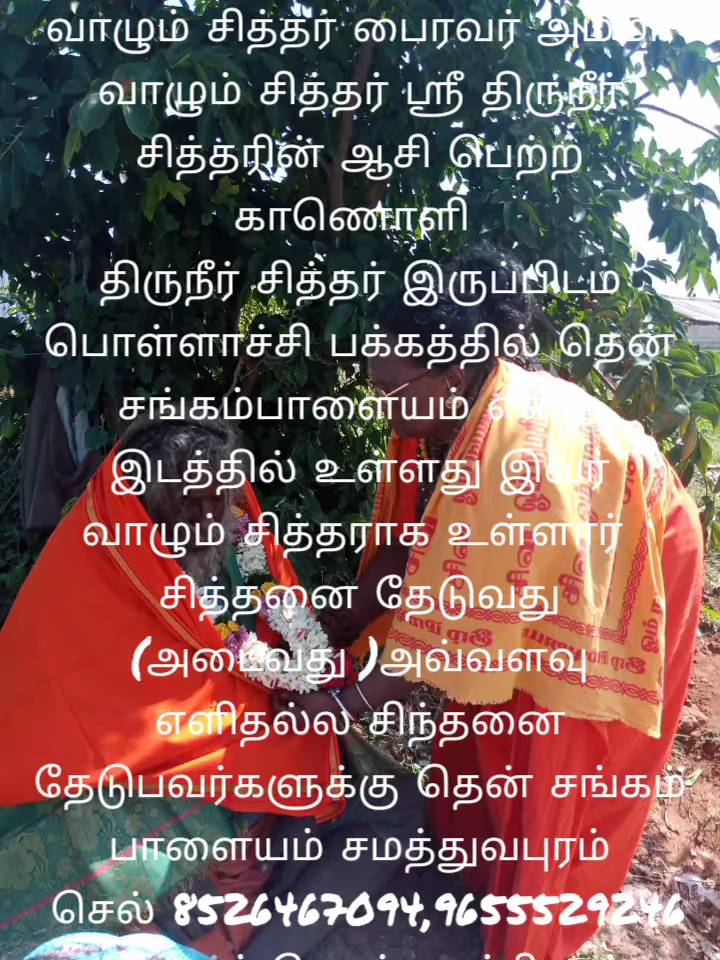 வாழும் சித்தர் பைரவர் அம்மா
வாழும் சித்தர் ஸ்ரீ திருநீர்
சித்தரின் ஆசி பெற்ற
காணொளி
திருநீர் சித்தர் இருப்பிடம்
பொள்ளாச்சி பக்கத்தில் தென்
சங்கம்பாளையம்
இடத்தில் உள்ளது இவர்
வாழும் சித்தராக உள்ளார்
சித்தனை தேடுவது
(அடைவது )அவ்வளவு
எளிதல்ல சிந்தனை
தேடுபவர்களுக்கு தென் சங்கம்
பாளையம் சமத்துவபுரம்
செல் 8526467094,9655529246